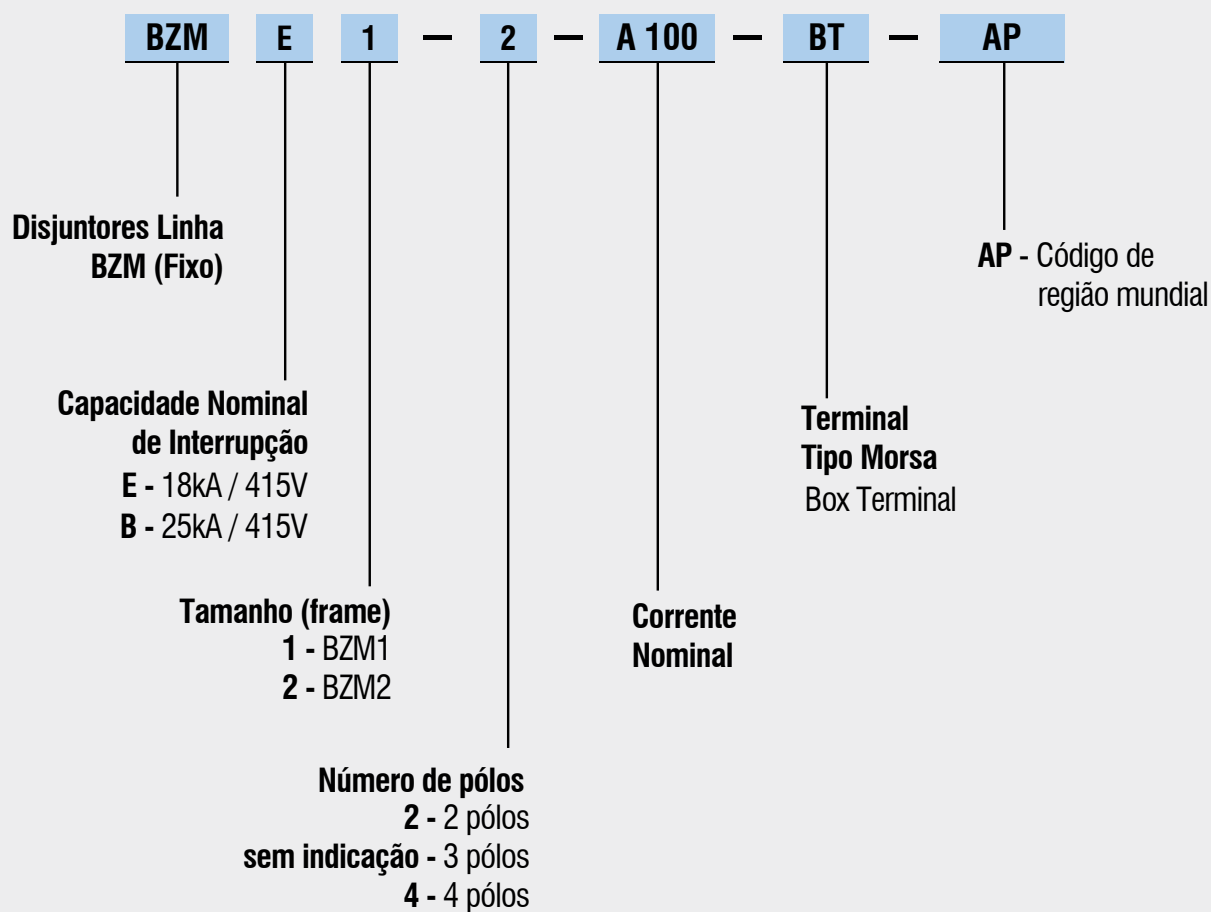 BZM E 1 — 2 — A 100 — BT — AP
Disjuntores Linha
BZM (Fixo)
AP - Código de
região mundial
Capacidade Nominal
de Interrupção
E - 18kA / 415V
B - 25kA / 415V
Terminal
Tipo Morsa
Box Terminal
Tamanho (frame)
1 - BZM1
2 - BZM2
Corrente
Nominal
Número de pólos
2 - 2 pólos
sem indicação - 3 pólos
4 - 4 pólos